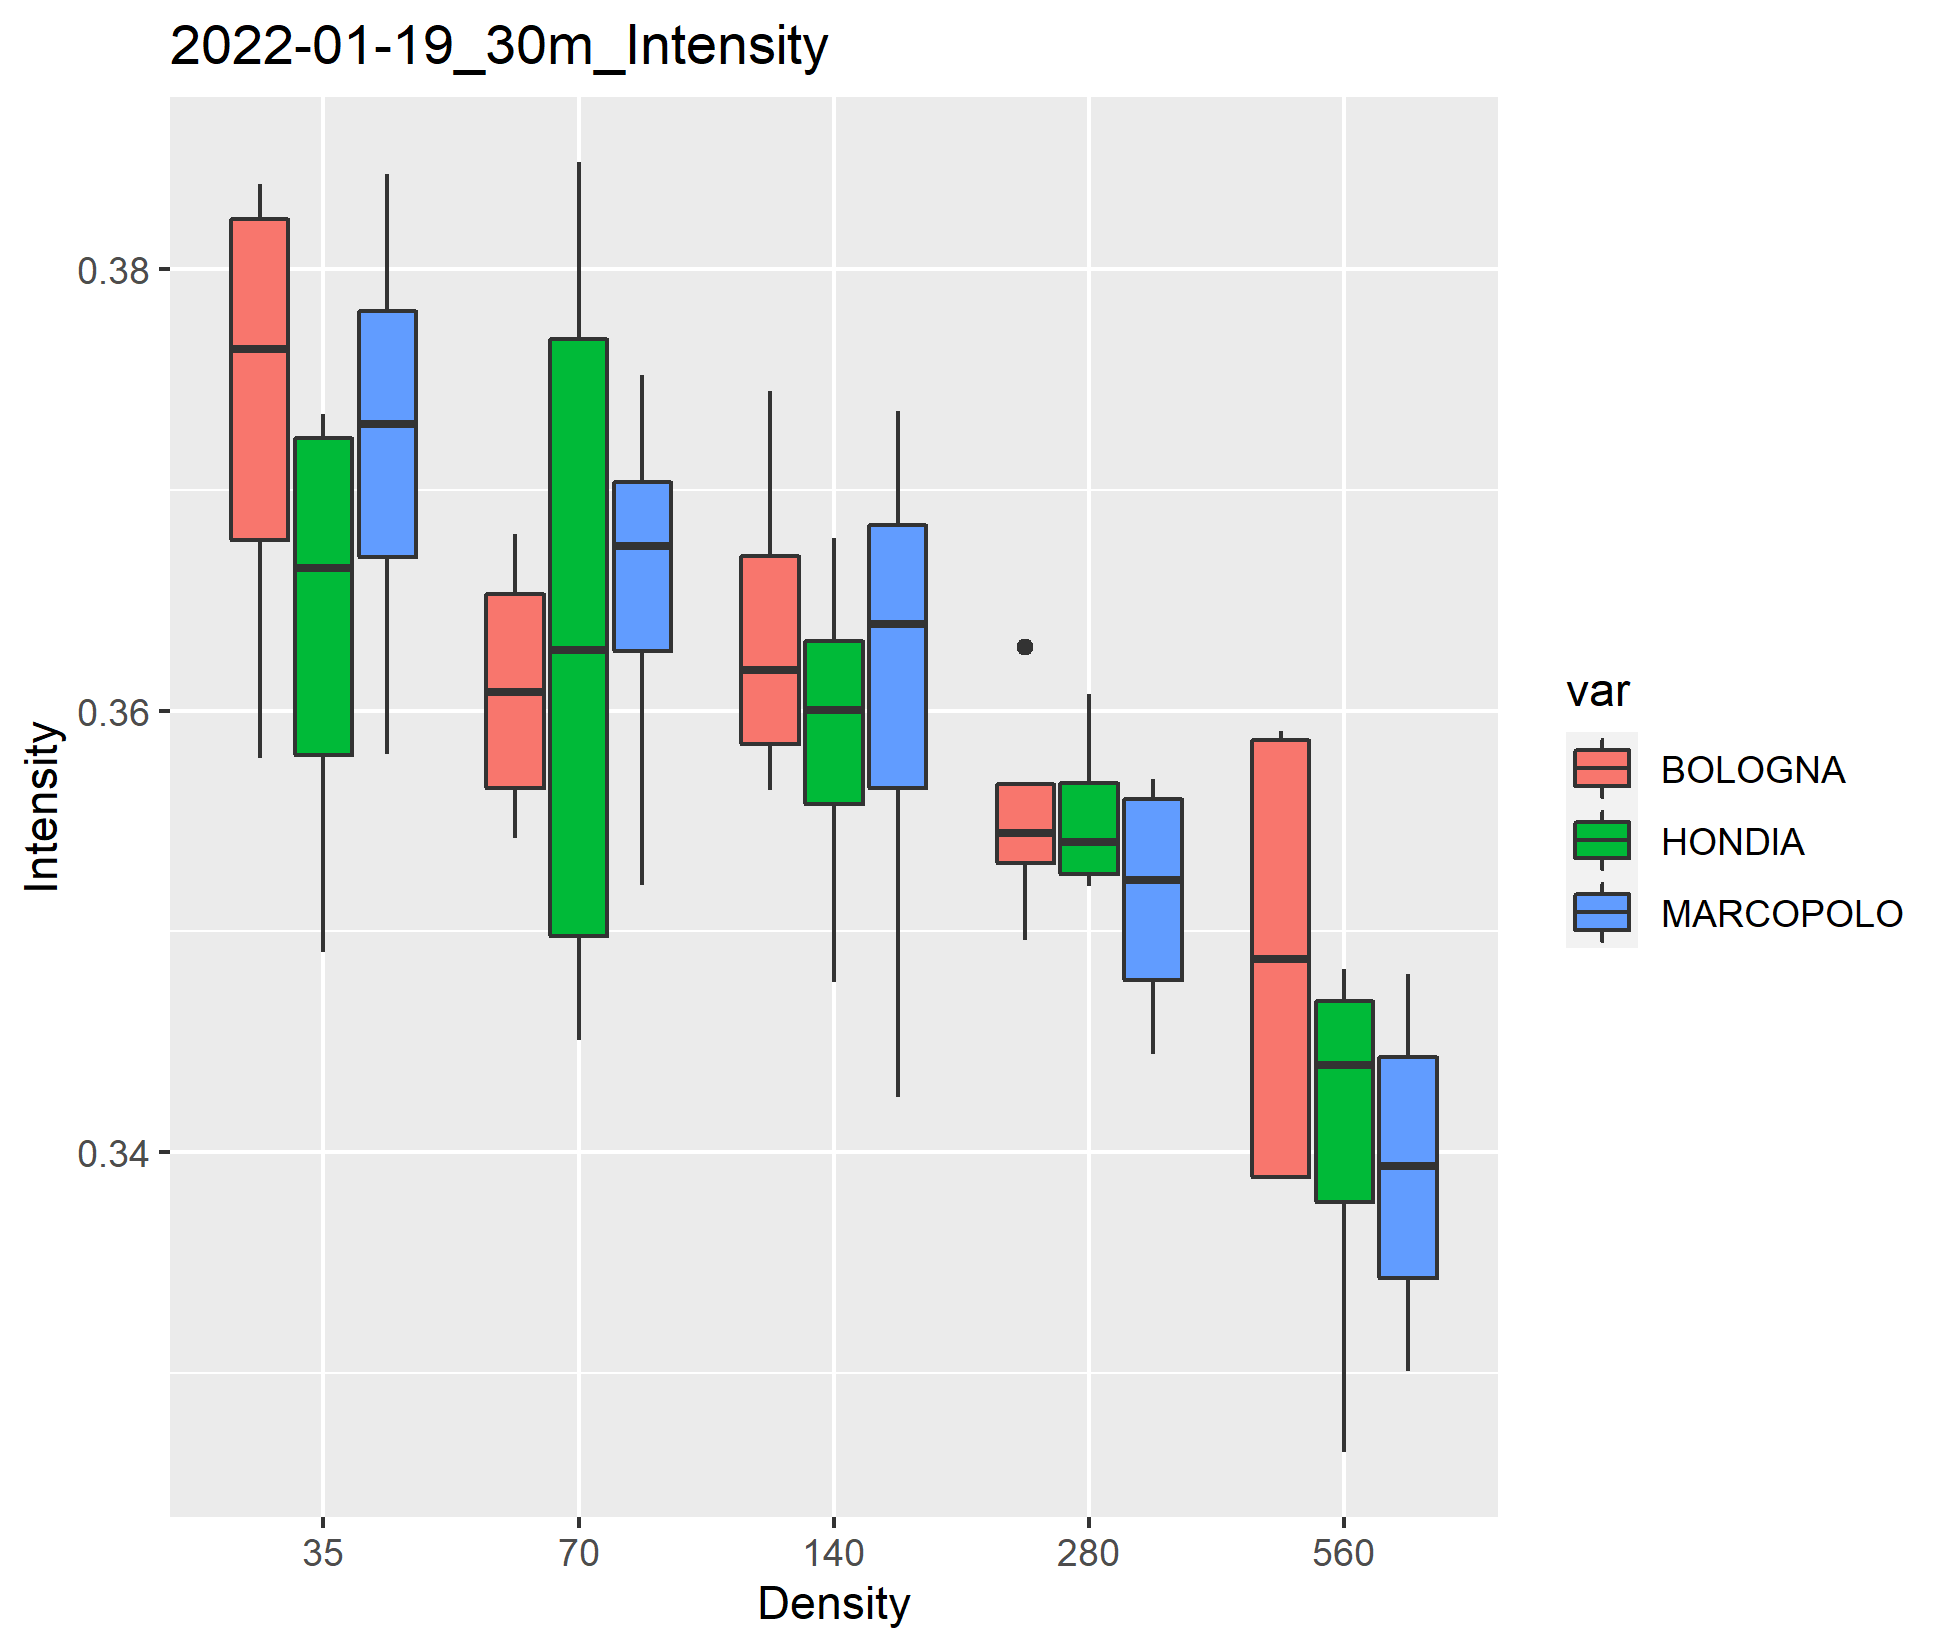 2022-01-19_30m_Intensity
Intensity
0.38
0.36
0.34
35 70 140 280 560
Density
var
BOLOGNA
HONDIA
MARCOPOLO